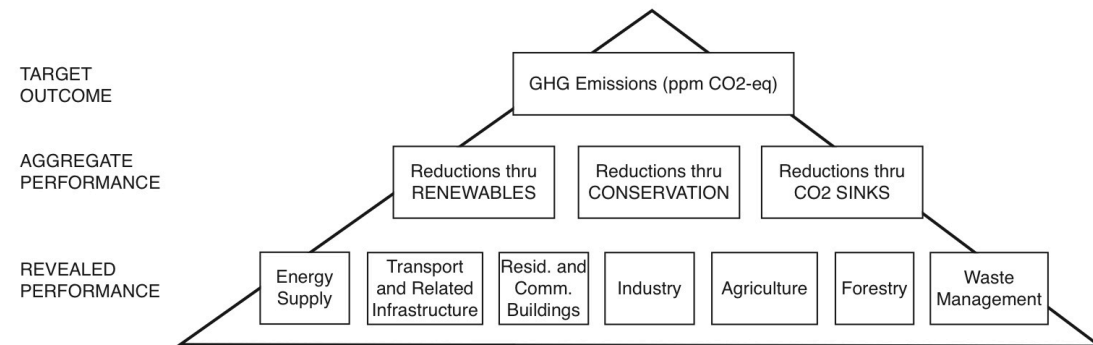 TARGET
OUTCOME
GHG Emissions (ppm CO2-eq)
AGGREGATE
PERFORMANCE
Reductions thru
RENEWABLES
Reductions thru
CONSERVATION
Reductions thru
CO2 SINKS
REVEALED
PERFORMANCE
Energy
Supply
Transport
and Related
Infrastructure
Resid. and
Comm.
Buildings
Industry
Agriculture
Forestry
Waste
Management